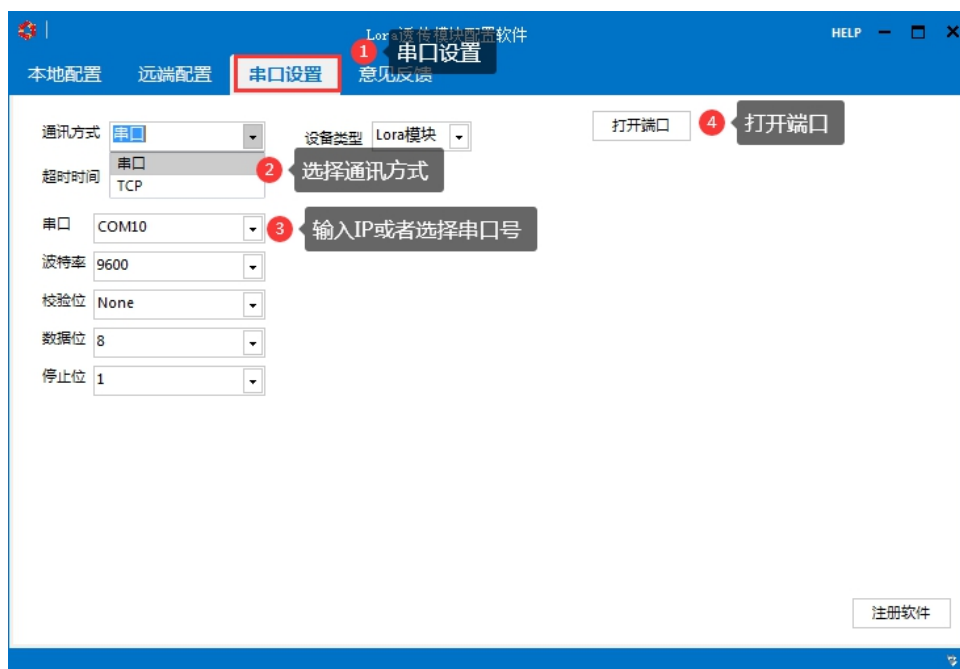 Lora透传模块配置软件
HELP
1 串口设置
本地配置 远端配置 串口设置 意见反馈
通讯方式 串口 设备类型 Lora模块 打开端口 4 打开端口
串口
2 选择通讯方式
超时时间 TCP
串口 COM10 3 输入IP或者选择串口号
波特率 9600
校验位 None
数据位 8
停止位 1
注册软件